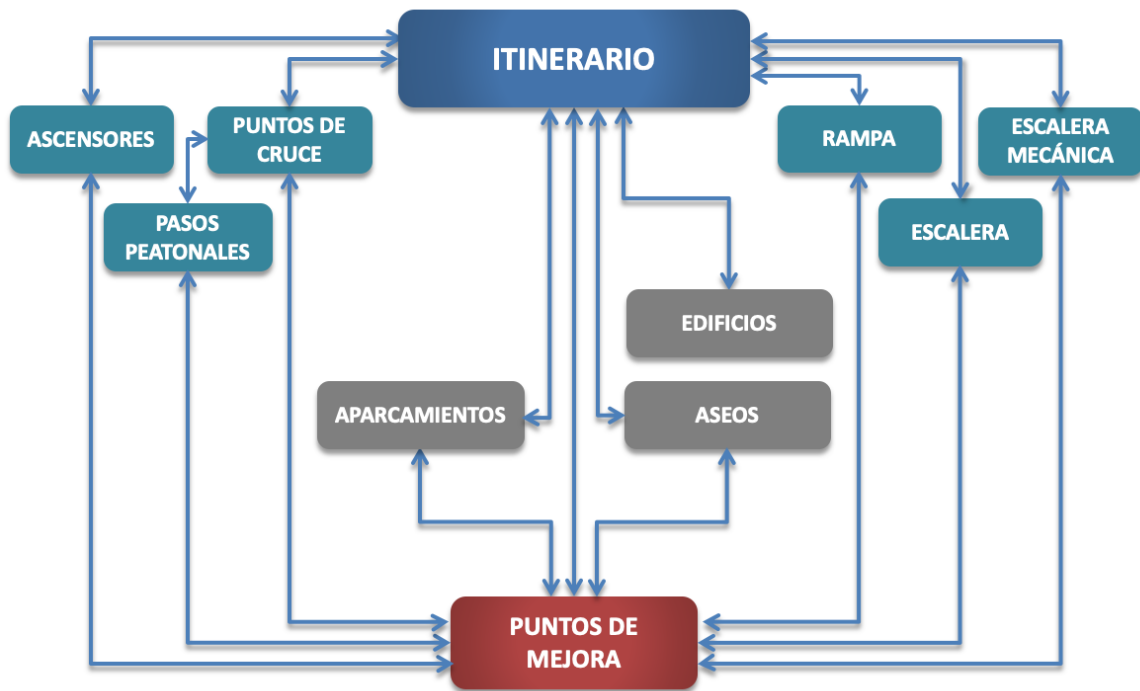 ITINERARIO
ASCENSORES
PUNTOS DE
CRUCE
RAMPA
ESCALERA
MECÁNICA
PASOS
PEATONALES
ESCALERA
EDIFICIOS
APARCAMIENTOS
ASEOS
PUNTOS DE
MEJORA